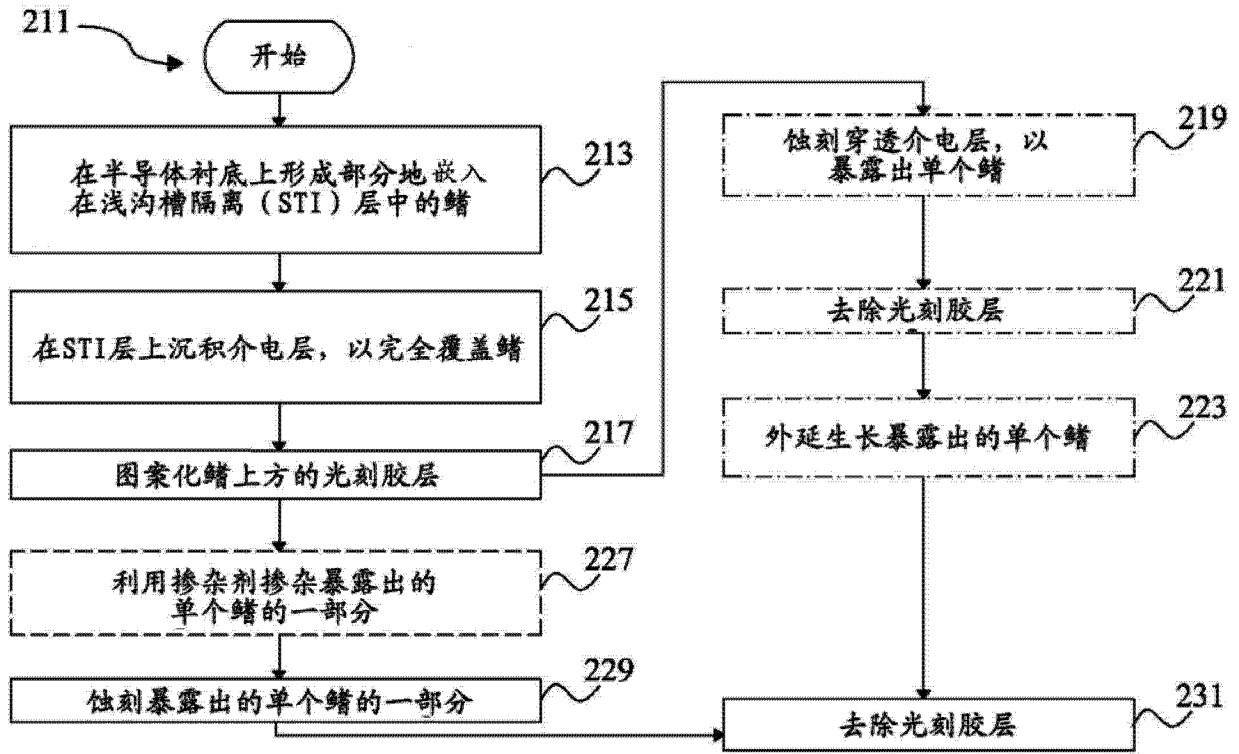 211
开始
213
在半导体衬底上形成部分地嵌入
在浅沟槽隔离（STI）层中的鳍
215
在STI层上沉积介电层，以完全覆盖鳍
217
图案化鳍上方的光刻胶层
227
利用掺杂剂掺杂暴露出的
单个鳍的一部分
229
蚀刻暴露出的单个鳍的一部分
219
蚀刻穿透介电层，以
暴露出单个鳍
221
去除光刻胶层
223
外延生长暴露出的单个鳍
231
去除光刻胶层